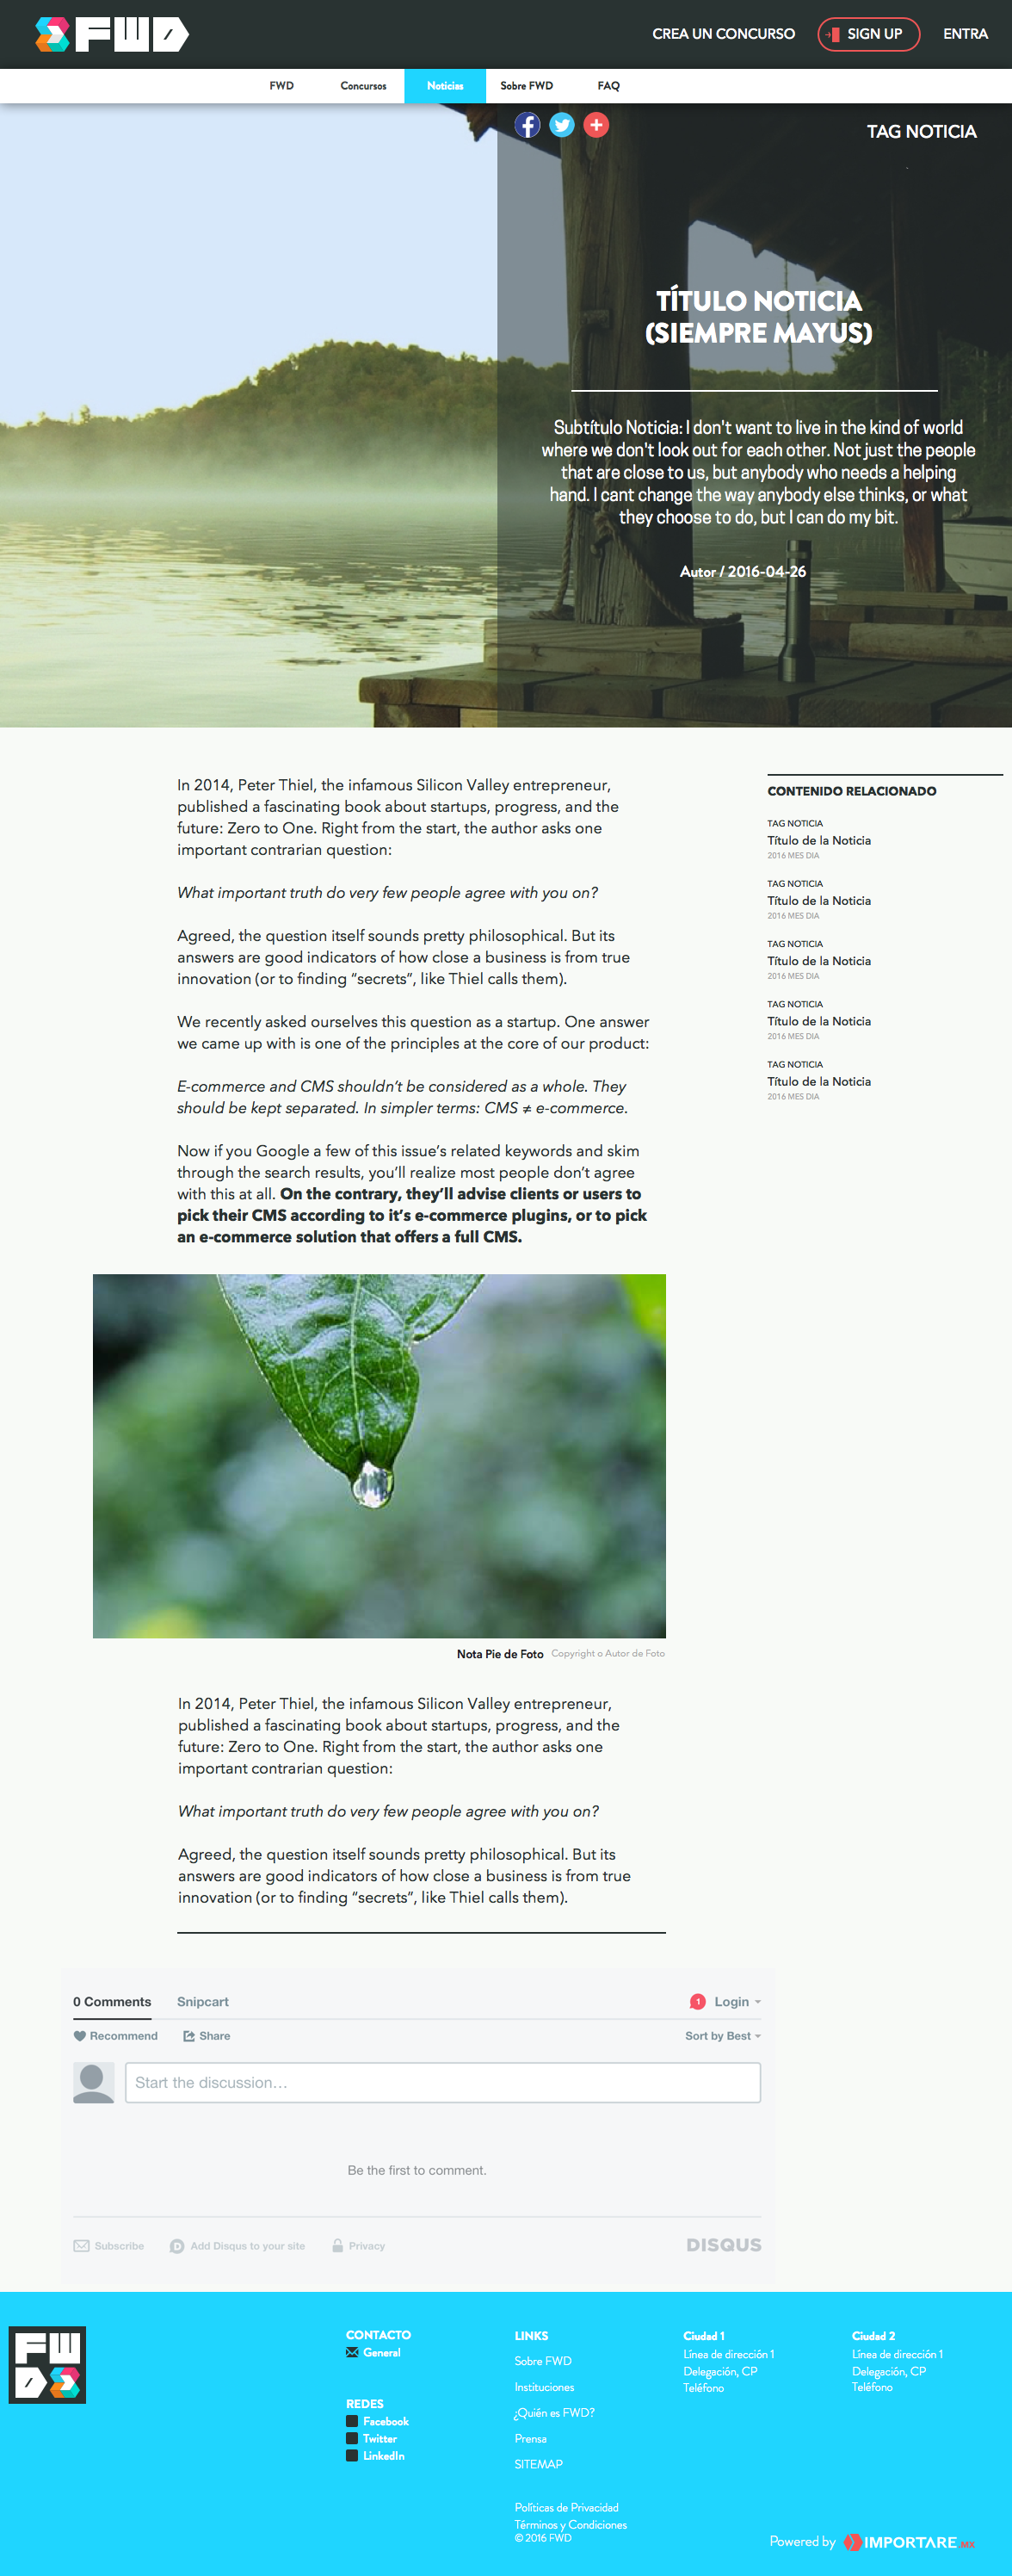 FWD
CREA UN CONCURSO
SIGN UP
ENTRA
FWD
Concursos
Noticias
Sobre FWD
FAQ
TAG NOTICIA
TÍTULO NOTICIA
(SIEMPRE MAYUS)
Subtítulo Noticia: I don't want to live in the kind of world
where we don't look out for each other. Not just the people
that are close to us, but anybody who needs a helping
hand. I cant change the way anybody else thinks, or what
they choose to do, but I can do my bit.
Autor / 2016-04-26
In 2014, Peter Thiel, the infamous Silicon Valley entrepreneur,
published a fascinating book about startups, progress, and the
future: Zero to One. Right from the start, the author asks one
important contrarian question:
What important truth do very few people agree with you on?
Agreed, the question itself sounds pretty philosophical. But its
answers are good indicators of how close a business is from true
innovation (or to finding “secrets”, like Thiel calls them).
We recently asked ourselves this question as a startup. One answer
we came up with is one of the principles at the core of our product:
E-commerce and CMS shouldn’t be considered as a whole. They
should be kept separated. In simpler terms: CMS ≠ e-commerce.
Now if you Google a few of this issue’s related keywords and skim
through the search results, you’ll realize most people don’t agree
with this at all. On the contrary, they’ll advise clients or users to
pick their CMS according to it’s e-commerce plugins, or to pick
an e-commerce solution that offers a full CMS.
CONTENIDO RELACIONADO
TAG NOTICIA
Título de la Noticia
2016 MES DIA
TAG NOTICIA
Título de la Noticia
2016 MES DIA
TAG NOTICIA
Título de la Noticia
2016 MES DIA
TAG NOTICIA
Título de la Noticia
2016 MES DIA
TAG NOTICIA
Título de la Noticia
2016 MES DIA
Nota Pie de Foto Copyright o Autor de Foto
In 2014, Peter Thiel, the infamous Silicon Valley entrepreneur,
published a fascinating book about startups, progress, and the
future: Zero to One. Right from the start, the author asks one
important contrarian question:
What important truth do very few people agree with you on?
Agreed, the question itself sounds pretty philosophical. But its
answers are good indicators of how close a business is from true
innovation (or to finding “secrets”, like Thiel calls them).
0 Comments
Snipcart
1
Login
Recommend
Share
Sort by Best
Start the discussion...
Be the first to comment.
Subscribe
Add Disqus to your site
Privacy
DISQUS
FW
D
CONTACTO
General
REDES
Facebook
Twitter
LinkedIn
LINKS
Sobre FWD
Instituciones
¿Quién es FWD?
Prensa
SITEMAP
Políticas de Privacidad
Términos y Condiciones
© 2016 FWD
Ciudad 1
Línea de dirección 1
Delegación, CP
Teléfono
Ciudad 2
Línea de dirección 1
Delegación, CP
Teléfono
Powered by IMPORTARE.MX